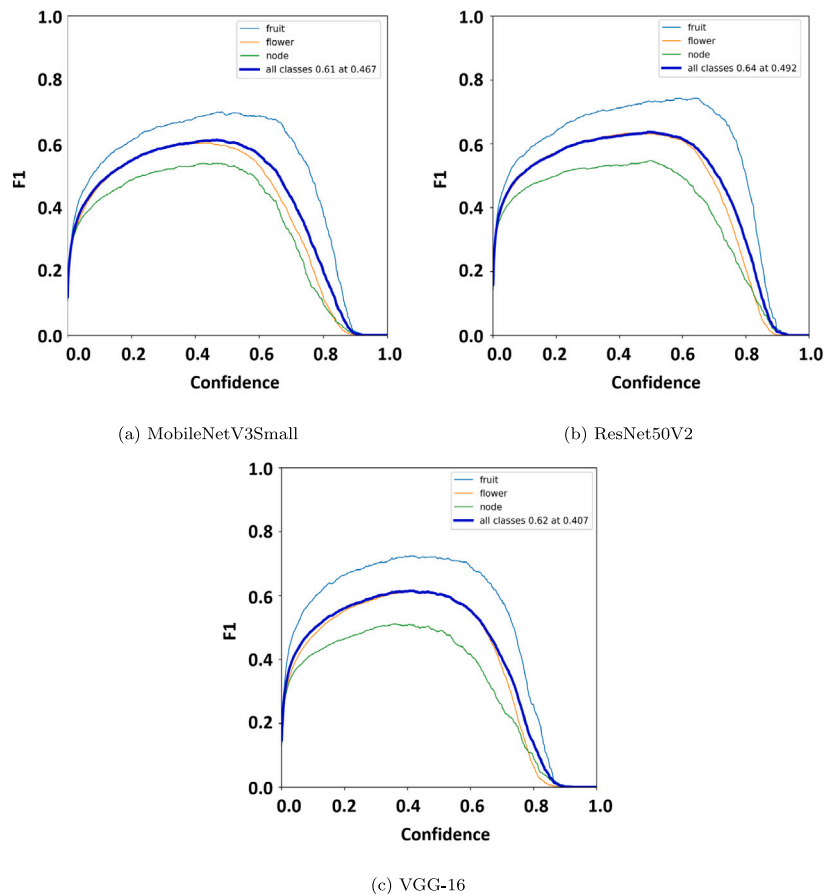 1.0
0.8
0.6
0.4
0.2
0.0
F1
0.0 0.2 0.4 0.6 0.8 1.0
Confidence
fruit
flower
node
all classes 0.61 at 0.467
(a) MobileNetV3Small
1.0
0.8
0.6
0.4
0.2
0.0
F1
0.0 0.2 0.4 0.6 0.8 1.0
Confidence
fruit
flower
node
all classes 0.64 at 0.492
(b) ResNet50V2
1.0
0.8
0.6
0.4
0.2
0.0
F1
0.0 0.2 0.4 0.6 0.8 1.0
Confidence
fruit
flower
node
all classes 0.62 at 0.407
(c) VGG-16